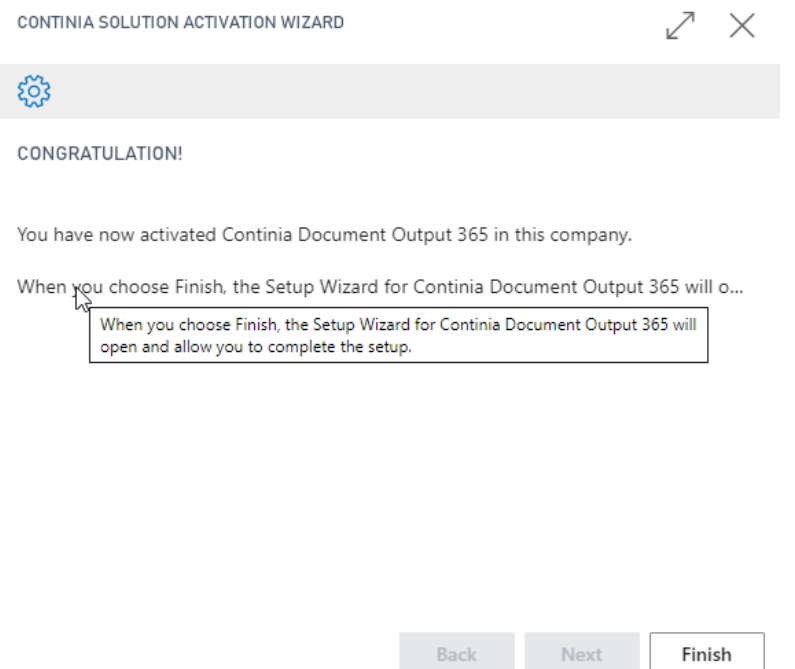 CONTINIA SOLUTION ACTIVATION WIZARD
CONGRATULATION!
You have now activated Continia Document Output 365 in this company.
When you choose Finish, the Setup Wizard for Continia Document Output 365 will o...
When you choose Finish, the Setup Wizard for Continia Document Output 365 will
open and allow you to complete the setup.
Back
Next
Finish